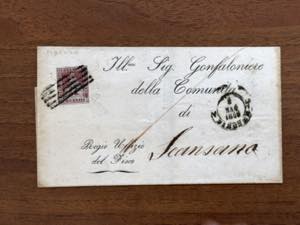 Ill.mo Sig. Gonfaloniere
della Comunità
di
Scansano
Regio Uffizio
del Fisco